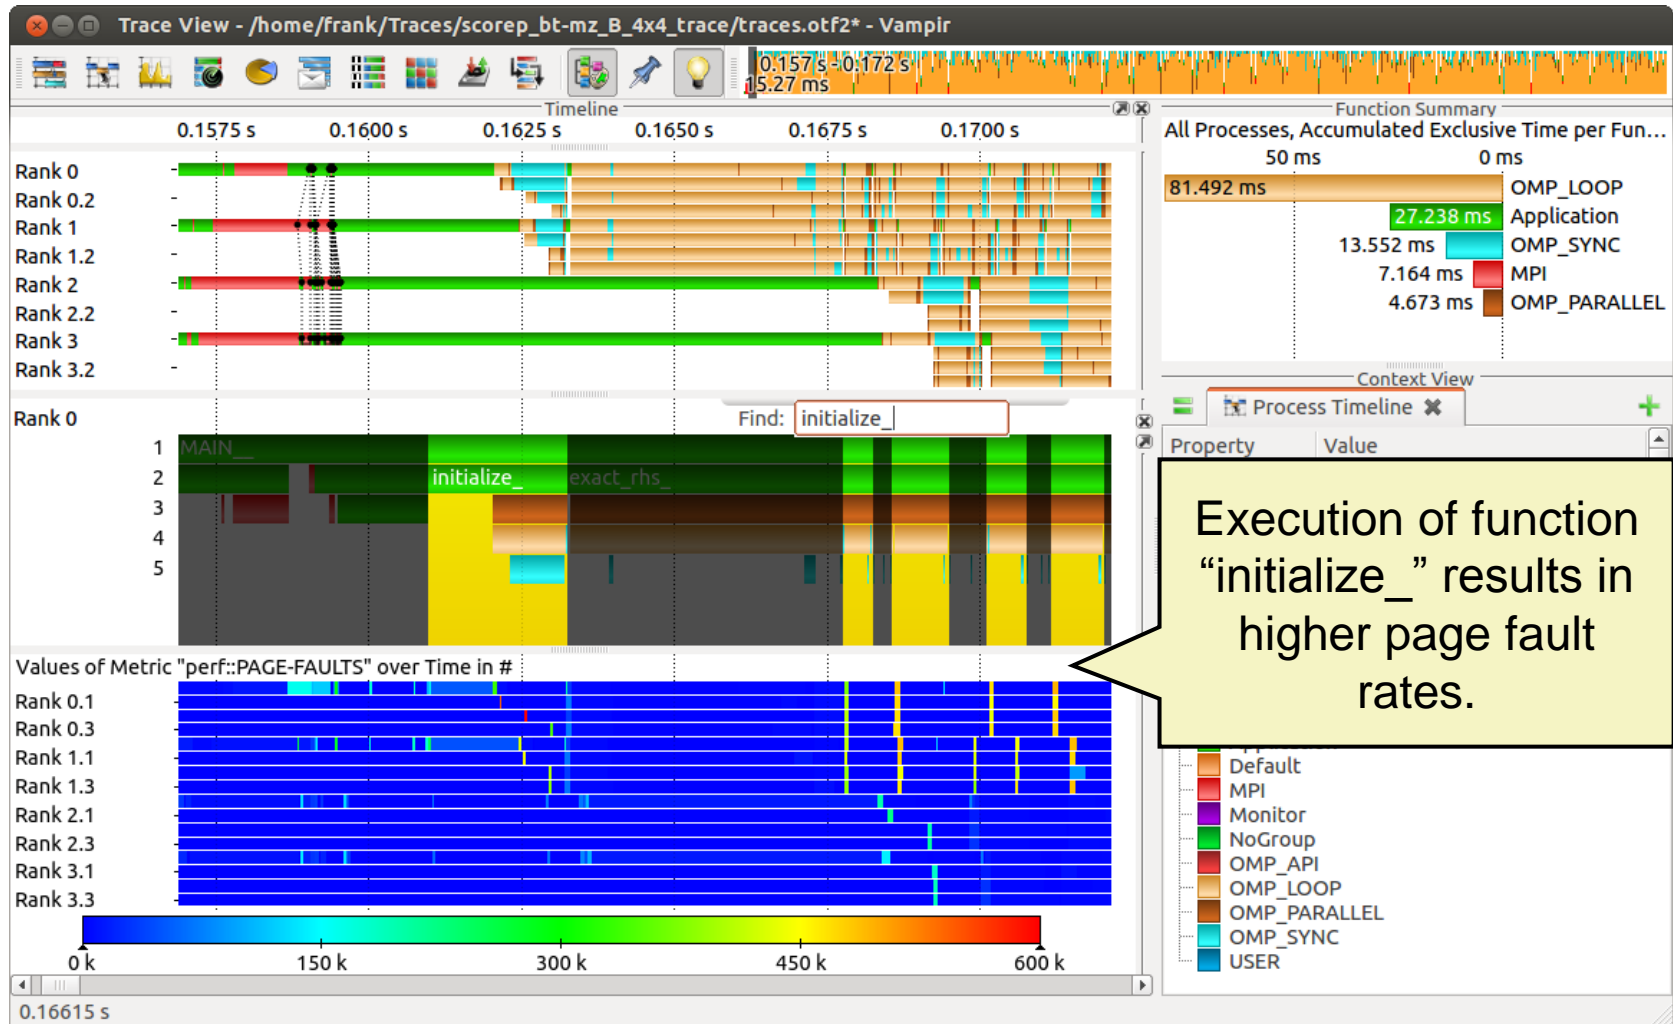 Trace View - /home/frank/Traces/scorep_bt-mz_B_4x4_trace/traces.otf2* - Vampir
0.157 s - 0.172 s
15.27 ms
Timeline
0.1575 s 0.1600 s 0.1625 s 0.1650 s 0.1675 s 0.1700 s
Rank 0
Rank 0.2
Rank 1
Rank 1.2
Rank 2
Rank 2.2
Rank 3
Rank 3.2
Function Summary
All Processes, Accumulated Exclusive Time per Fun...
50 ms 0 ms
81.492 ms OMP_LOOP
27.238 ms Application
13.552 ms OMP_SYNC
7.164 ms MPI
4.673 ms OMP_PARALLEL
Rank 0
Find: initialize_
1 MAIN__
2 initialize_ exact_rhs_
3
4
5
Context View
Process Timeline
Property Value
Execution of function
“initialize_” results in
higher page fault
rates.
Values of Metric "perf::PAGE-FAULTS" over Time in #
Rank 0.1
Rank 0.3
Rank 1.1
Rank 1.3
Rank 2.1
Rank 2.3
Rank 3.1
Rank 3.3
0 k 150 k 300 k 450 k 600 k
Default
MPI
Monitor
NoGroup
OMP_API
OMP_LOOP
OMP_PARALLEL
OMP_SYNC
USER
0.16615 s